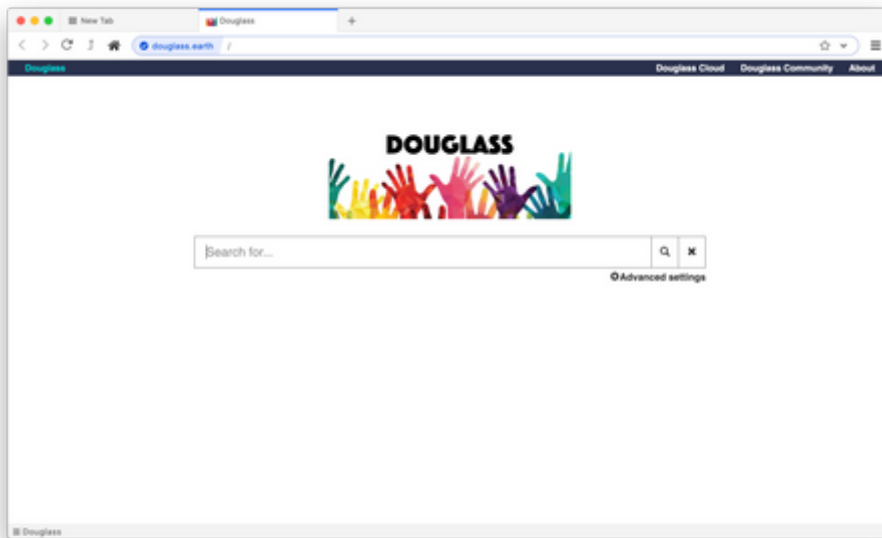 New Tab
Douglass
douglass.earth /
Douglass
Douglass Cloud Douglass Community About
DOUGLASS
Search for...
Advanced settings
Douglass